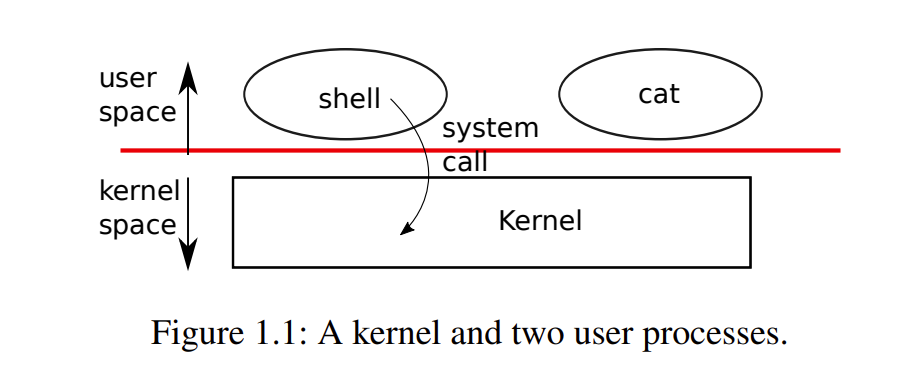 user
space
shell
cat
system
call
kernel
space
Kernel
Figure 1.1: A kernel and two user processes.